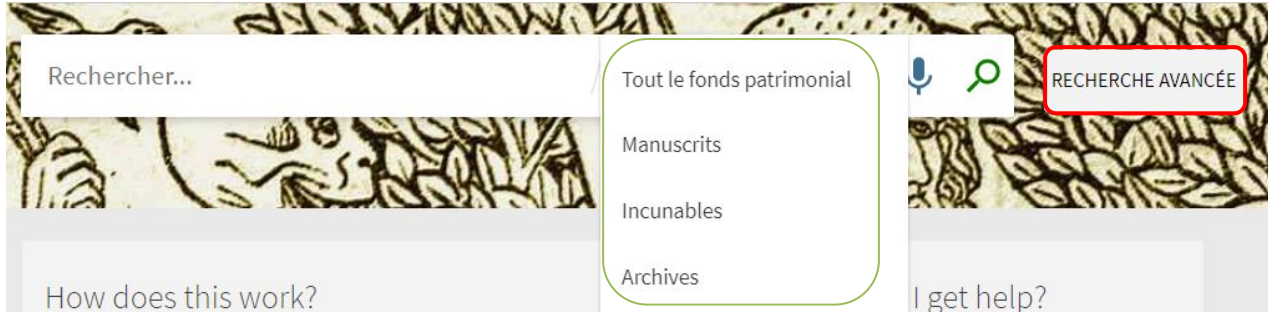 Rechercher...
Tout le fonds patrimonial
RECHERCHE AVANCÉE
Manuscrits
Incunables
Archives
How does this work?
I get help?